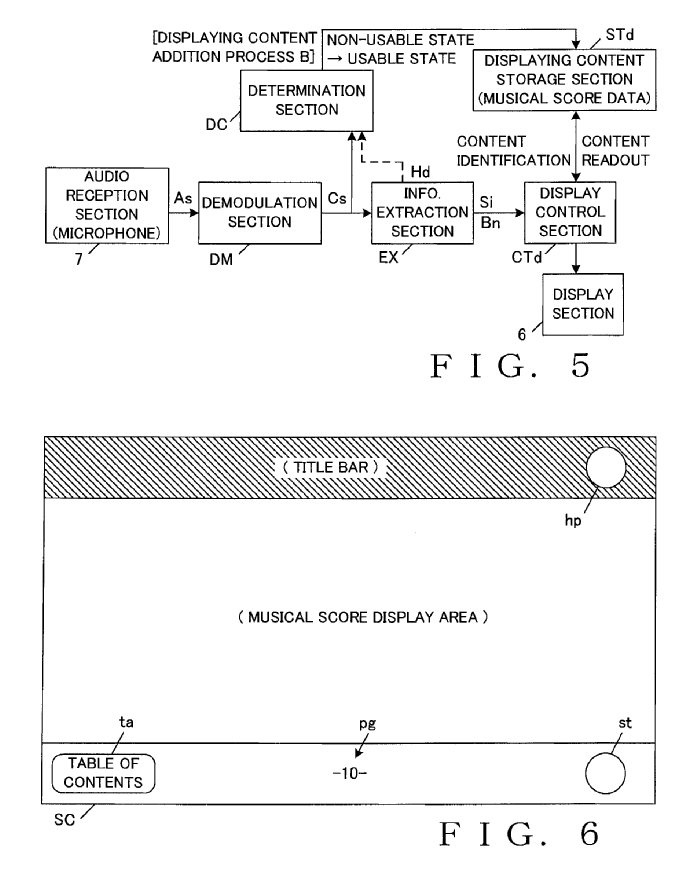 [DISPLAYING CONTENT
ADDITION PROCESS B]
NON-USABLE STATE
→ USABLE STATE
STd
DISPLAYING CONTENT
STORAGE SECTION
(MUSICAL SCORE DATA)
DETERMINATION
SECTION
DC
CONTENT
IDENTIFICATION
CONTENT
READOUT
Hd
AUDIO
RECEPTION
SECTION
(MICROPHONE)
7
As
DEMODULATION
SECTION
DM
Cs
INFO.
EXTRACTION
SECTION
EX
Si
Bn
DISPLAY
CONTROL
SECTION
CTd
DISPLAY
SECTION
6
FIG. 5
( TITLE BAR )
hp
( MUSICAL SCORE DISPLAY AREA )
ta
pg
st
TABLE OF
CONTENTS
-10-
SC
FIG. 6